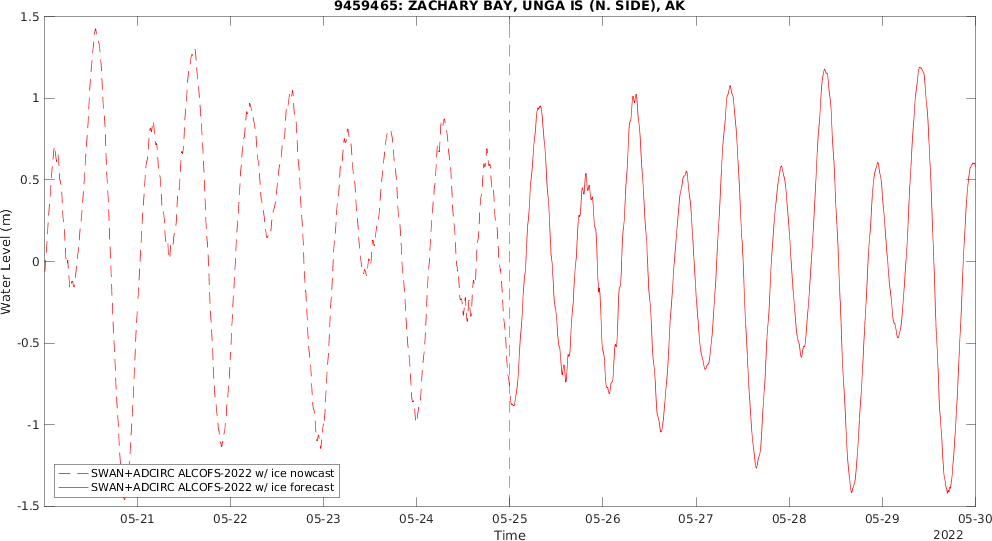 9459465: ZACHARY BAY, UNGA IS (N. SIDE), AK
1.5
1
0.5
0
-0.5
-1
-1.5
Water Level (m)
SWAN+ADCIRC ALCOFS-2022 w/ ice nowcast
SWAN+ADCIRC ALCOFS-2022 w/ ice forecast
05-21 05-22 05-23 05-24 05-25 05-26 05-27 05-28 05-29 05-30
Time
2022